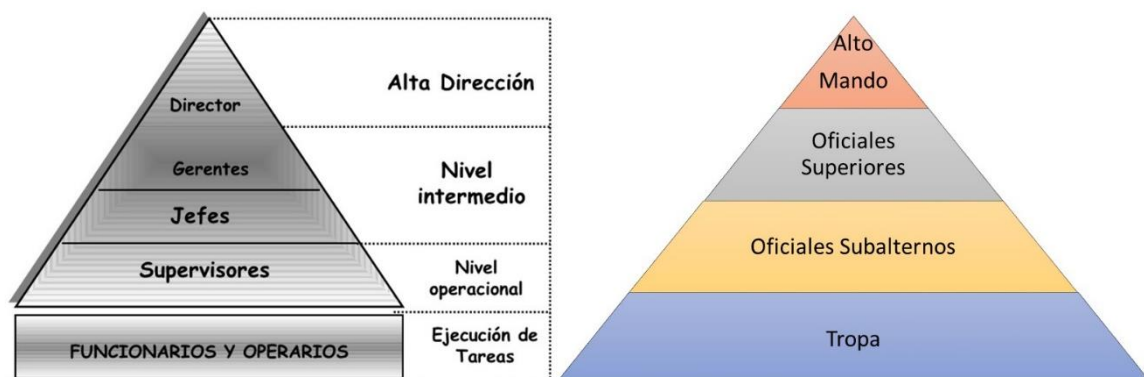 Director
Gerentes
Jefes
Supervisores
FUNCIONARIOS Y OPERARIOS
Alta Dirección
Nivel
intermedio
Nivel
operacional
Ejecución de
Tareas
Alto
Mando
Oficiales
Superiores
Oficiales Subalternos
Tropa